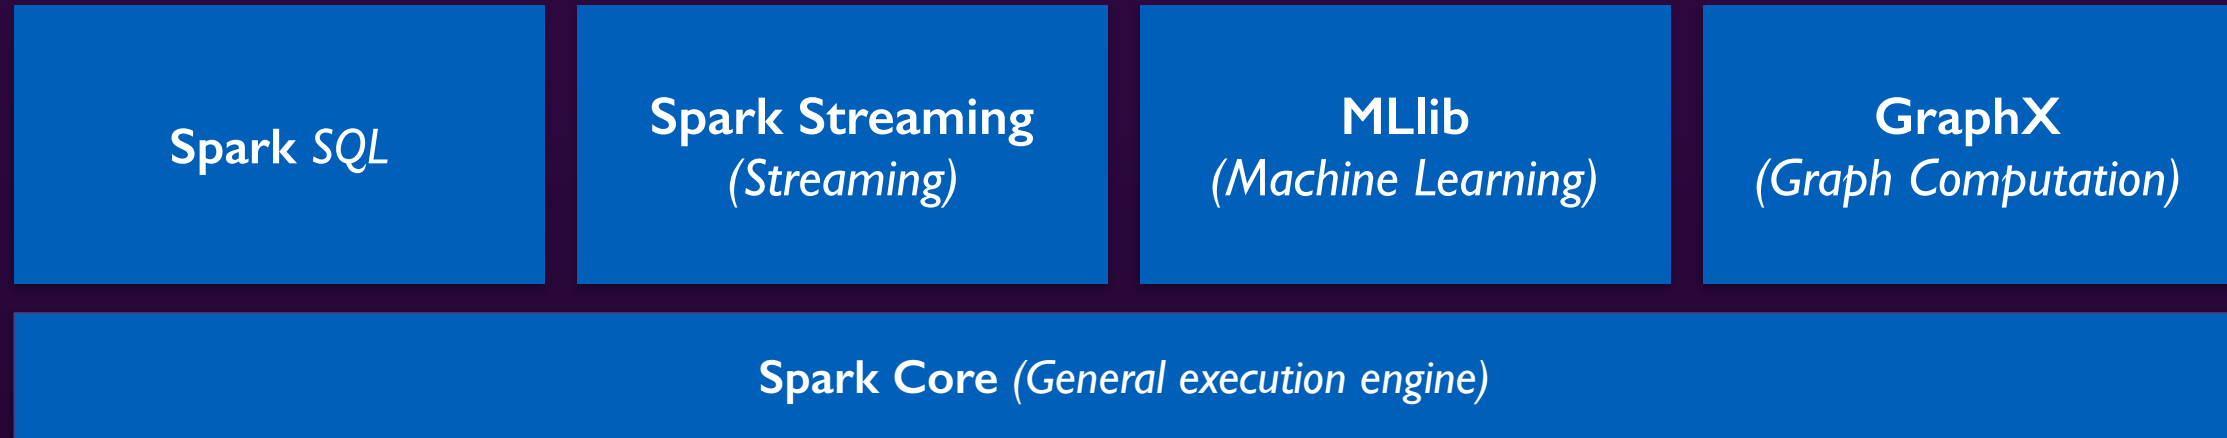 Spark SQL
Spark Streaming
(Streaming)
MLlib
(Machine Learning)
GraphX
(Graph Computation)
Spark Core (General execution engine)